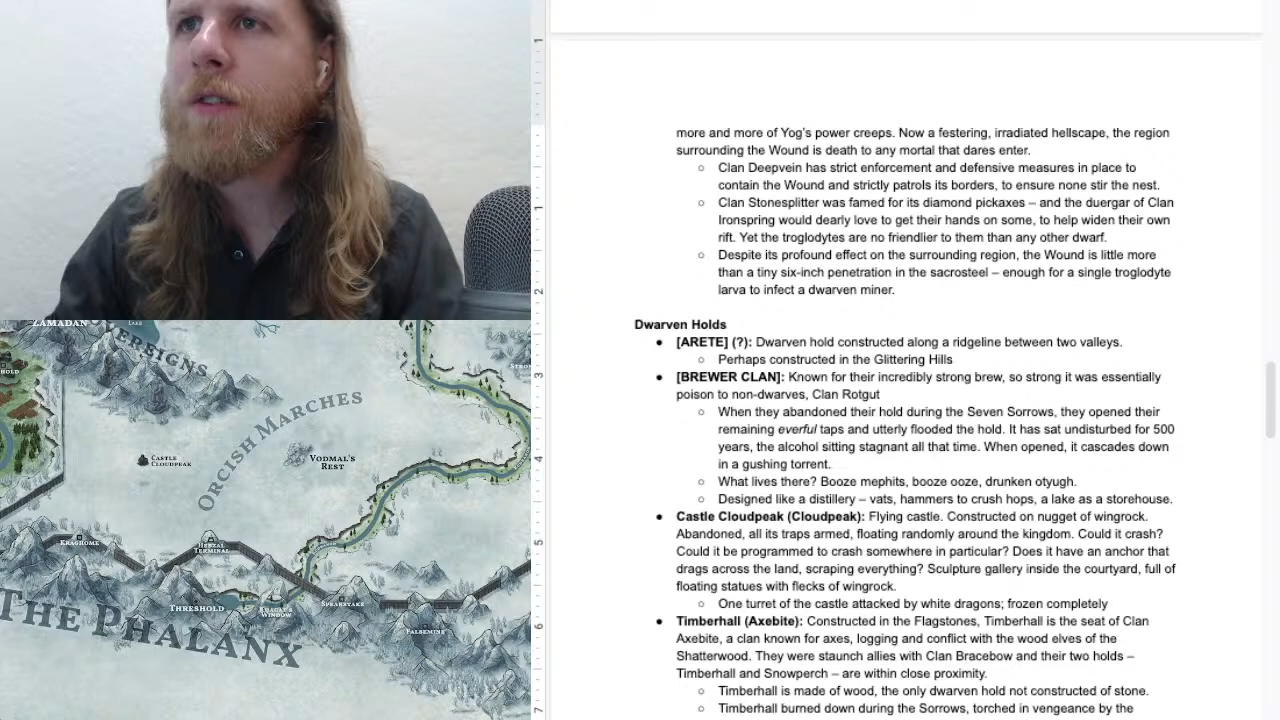 more and more of Yog's power creeps. Now a festering, irradiated hellscape, the region
surrounding the Wound is death to any mortal that dares enter.
○ Clan Deepvein has strict enforcement and defensive measures in place to
contain the Wound and strictly patrols its borders, to ensure none stir the nest.
○ Clan Stonesplitter was famed for its diamond pickaxes – and the duergar of Clan
Ironspring would dearly love to get their hands on some, to help widen their own
rift. Yet the troglodytes are no friendlier to them than any other dwarf.
○ Despite its profound effect on the surrounding region, the Wound is little more
than a tiny six-inch penetration in the sacrosteel – enough for a single troglodyte
larva to infect a dwarven miner.
Dwarven Holds
● [ARETE] (?): Dwarven hold constructed along a ridgeline between two valleys.
○ Perhaps constructed in the Glittering Hills
● [BREWER CLAN]: Known for their incredibly strong brew, so strong it was essentially
poison to non-dwarves, Clan Rotgut
○ When they abandoned their hold during the Seven Sorrows, they opened their
remaining everful taps and utterly flooded the hold. It has sat undisturbed for 500
years, the alcohol sitting stagnant all that time. When opened, it cascades down
in a gushing torrent.
○ What lives there? Booze mephits, booze ooze, drunken otyugh.
○ Designed like a distillery – vats, hammers to crush hops, a lake as a storehouse.
● Castle Cloudpeak (Cloudpeak): Flying castle. Constructed on nugget of wingrock.
Abandoned, all its traps armed, floating randomly around the kingdom. Could it crash?
Could it be programmed to crash somewhere in particular? Does it have an anchor that
drags across the land, scraping everything? Sculpture gallery inside the courtyard, full of
floating statues with flecks of wingrock.
○ One turret of the castle attacked by white dragons; frozen completely
● Timberhall (Axebite): Constructed in the Flagstones, Timberhall is the seat of Clan
Axebite, a clan known for axes, logging and conflict with the wood elves of the
Shatterwood. They were staunch allies with Clan Bracebow and their two holds –
Timberhall and Snowperch – are within close proximity.
○ Timberhall is made of wood, the only dwarven hold not constructed of stone.
○ Timberhall burned down during the Sorrows, torched in vengeance by the
1
1
2
3
4
5
6
7
ZAMADAN
LAKE
EREIGNS
HOLD
ORCISH MARCHES
CASTLE
CLOUDPEAK
VODMAL'S
REST
KRAGHOME
TERMINAL
THRESHOLD
WINDOW
SPEARSTAKE
THE PHALANX